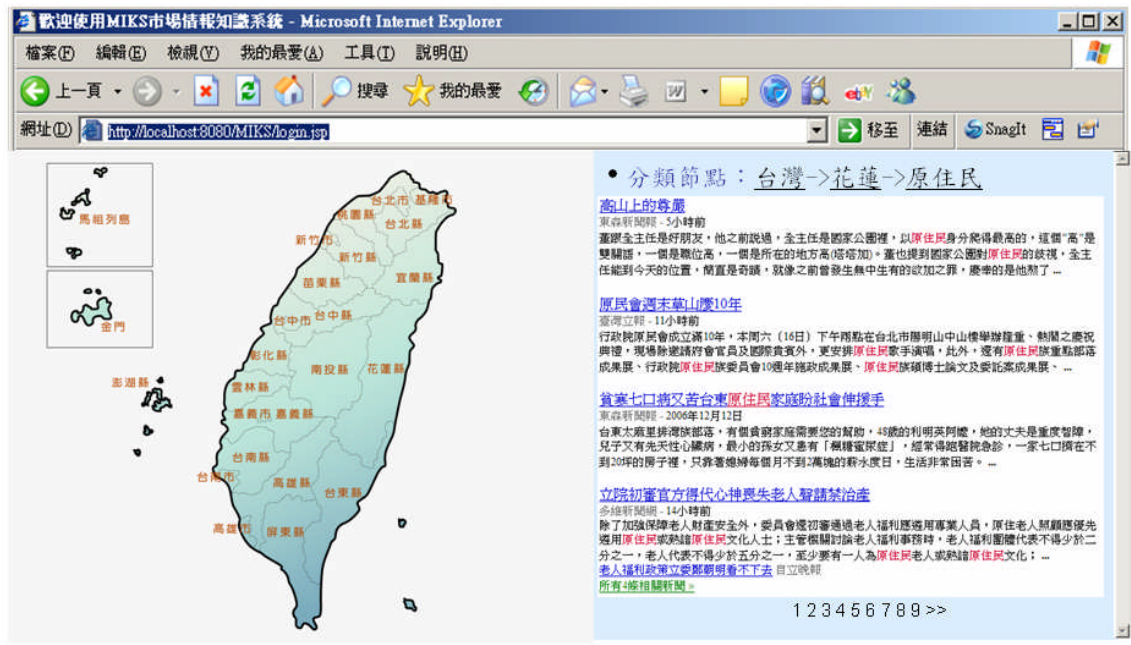 歡迎使用MIKS市場情報知識系統 - Microsoft Internet Explorer
檔案(F) 編輯(E) 檢視(V) 我的最愛(A) 工具(T) 說明(H)
上一頁 搜尋 我的最愛
網址(D) http://localhost:8080/MIKS/login.jsp 移至 連結 SnagIt
馬祖列島
金門
澎湖縣
台北市 基隆市
桃園縣 台北縣
新竹市
新竹縣
苗栗縣 宜蘭縣
台中市 台中縣
彰化縣
南投縣 花蓮縣
雲林縣
嘉義市 嘉義縣
台南縣
台南市
高雄縣 台東縣
高雄市 屏東縣
• 分類節點：台灣->花蓮->原住民
高山上的尊嚴
東森新聞報 - 5小時前
董跟全主任是好朋友，他之前說過，全主任是國家公園裡，以原住民身分爬得最高的，這個"高"是
雙關語，一個是職位高，一個是所在的地方高(塔塔加)。董也提到國家公園對原住民的歧視，全主
任能到今天的位置，簡直是奇蹟，就像之前曾發生無中生有的欲加之罪，慶幸的是他熬了 ...
原民會週末草山慶10年
臺灣立報 - 11小時前
行政院原民會成立滿10年，本周六（16日）下午兩點在台北市陽明山中山樓舉辦隆重、熱鬧之慶祝
典禮，現場除邀請府會官員及國際貴賓外，更安排原住民歌手演唱，此外，還有原住民族重點部落
成果展、行政院原住民族委員會10週年施政成果展、原住民族碩博士論文及委託案成果展、 ...
貧寒七口病又苦台東原住民家庭盼社會伸援手
東森新聞報 - 2006年12月12日
台東太麻里排灣族部落，有個貧窮家庭需要您的幫助，48歲的利明英阿嬤，她的丈夫是重度智障，
兒子又有先天性心臟病，最小的孫女又患有「楓糖蜜尿症」，經常得跑醫院急診，一家七口擠在不
到20坪的房子裡，只靠著媳婦每個月不到2萬塊的薪水度日，生活非常困苦。 ...
立院初審官方得代心神喪失老人聲請禁治產
多維新聞網 - 14小時前
除了加強保障老人財產安全外，委員會還初審通過老人福利應遴用專業人員，原住老人照顧應優先
遴用原住民或熟諳原住民文化人士；主管機關討論老人福利事務時，老人福利團體代表不得少於二
分之一，老人代表不得少於五分之一，至少要有一人為原住民老人或熟諳原住民文化； ...
老人福利政策立委鄭朝明看不下去 自立晚報
所有4條相關新聞 »
1 2 3 4 5 6 7 8 9 >>